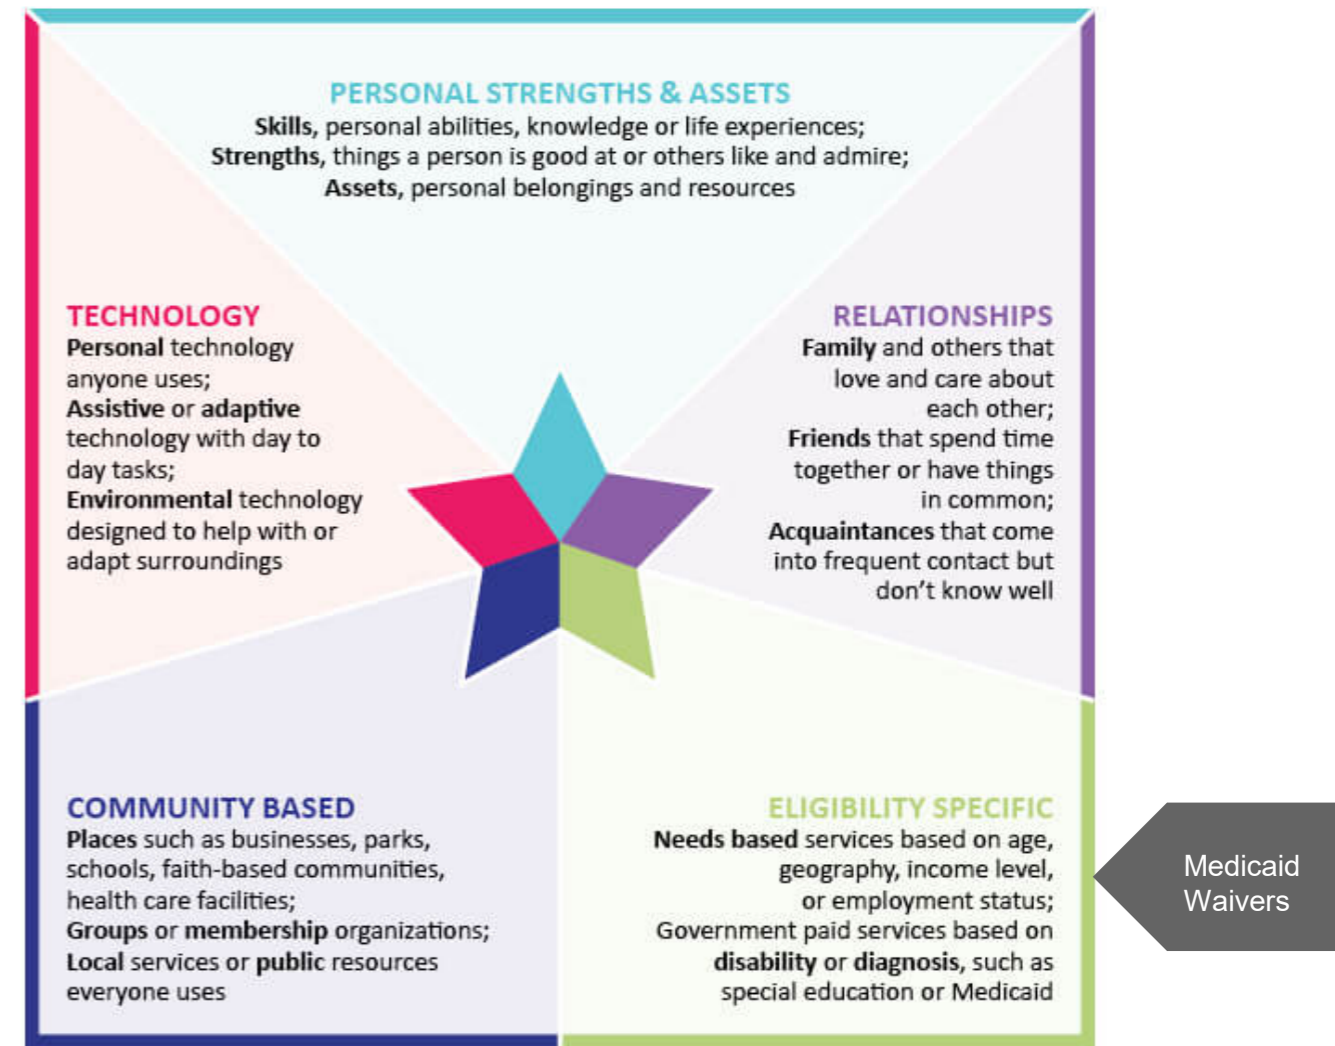 PERSONAL STRENGTHS & ASSETS
Skills, personal abilities, knowledge or life experiences;
Strengths, things a person is good at or others like and admire;
Assets, personal belongings and resources
TECHNOLOGY
Personal technology
anyone uses;
Assistive or adaptive
technology with day to
day tasks;
Environmental technology
designed to help with or
adapt surroundings
RELATIONSHIPS
Family and others that
love and care about
each other;
Friends that spend time
together or have things
in common;
Acquaintances that come
into frequent contact but
don't know well
COMMUNITY BASED
Places such as businesses, parks,
schools, faith-based communities,
health care facilities;
Groups or membership organizations;
Local services or public resources
everyone uses
ELIGIBILITY SPECIFIC
Needs based services based on age,
geography, income level,
or employment status;
Government paid services based on
disability or diagnosis, such as
special education or Medicaid
Medicaid
Waivers